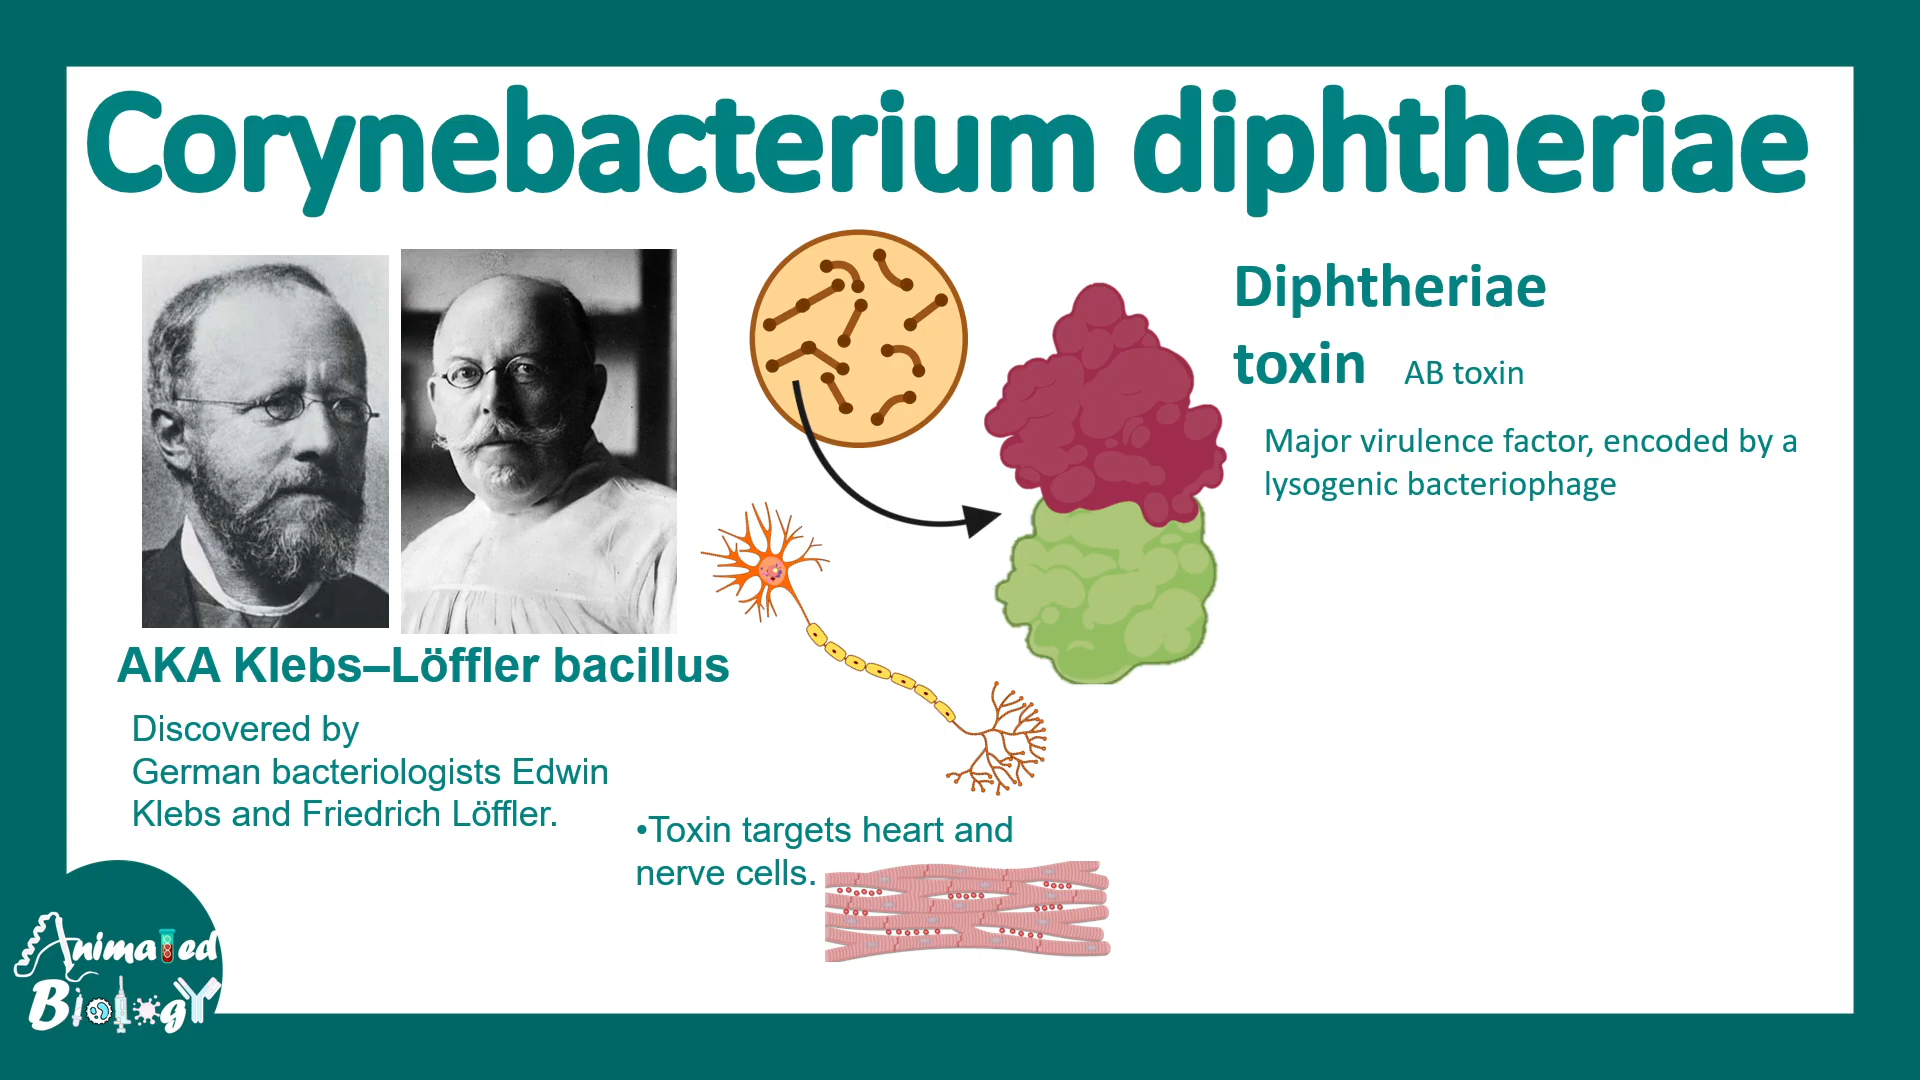 Corynebacterium diphtheriae
Diphtheriae
toxin AB toxin
Major virulence factor, encoded by a
lysogenic bacteriophage
AKA Klebs–Löffler bacillus
Discovered by
German bacteriologists Edwin
Klebs and Friedrich Löffler.
•Toxin targets heart and
nerve cells.
Animated
Biology